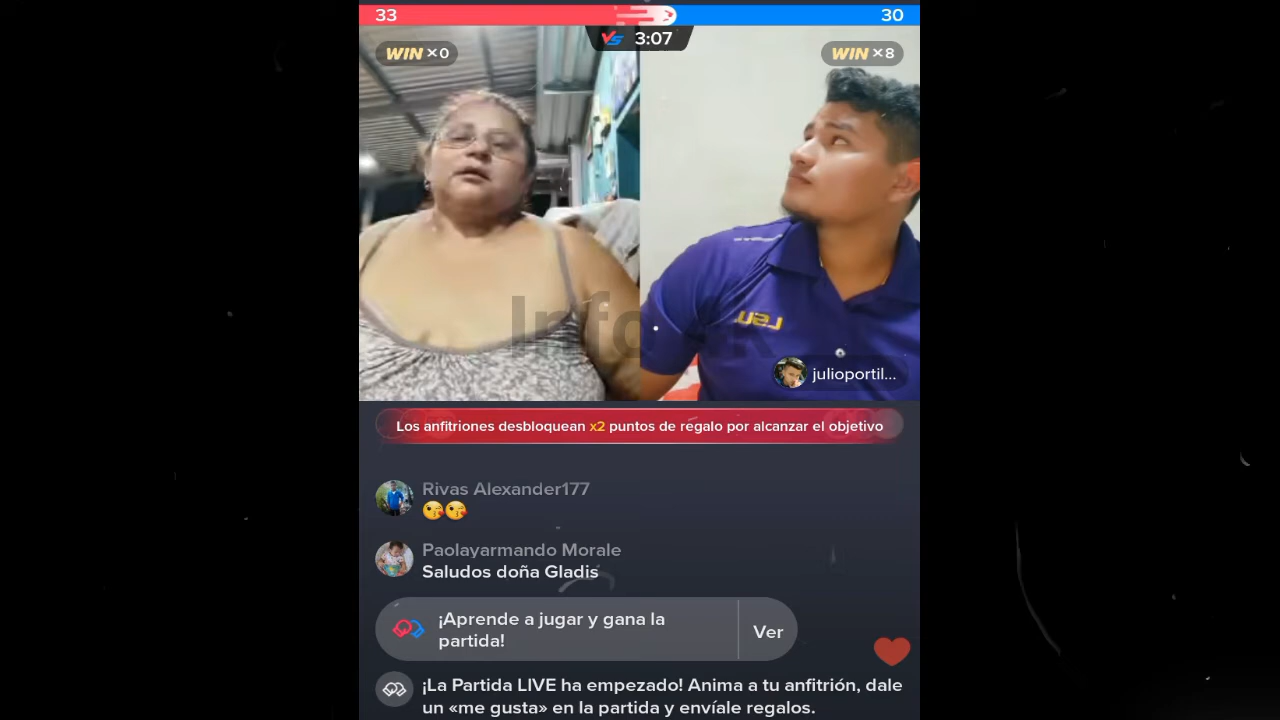 33
30
VS 3:07
WIN ×0
WIN ×8
LSU
julioportil...
Los anfitriones desbloquean x2 puntos de regalo por alcanzar el objetivo
Rivas Alexander177
Paolayarmando Morale
Saludos doña Gladis
¡Aprende a jugar y gana la
partida!
Ver
¡La Partida LIVE ha empezado! Anima a tu anfitrión, dale
un «me gusta» en la partida y envíale regalos.